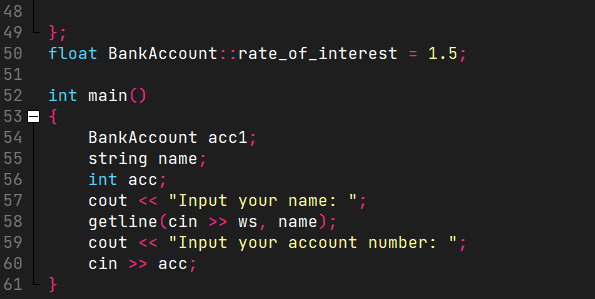 48
49 };
50 float BankAccount::rate_of_interest = 1.5;
51
52 int main()
53 {
54 BankAccount acc1;
55 string name;
56 int acc;
57 cout << "Input your name: ";
58 getline(cin >> ws, name);
59 cout << "Input your account number: ";
60 cin >> acc;
61 }